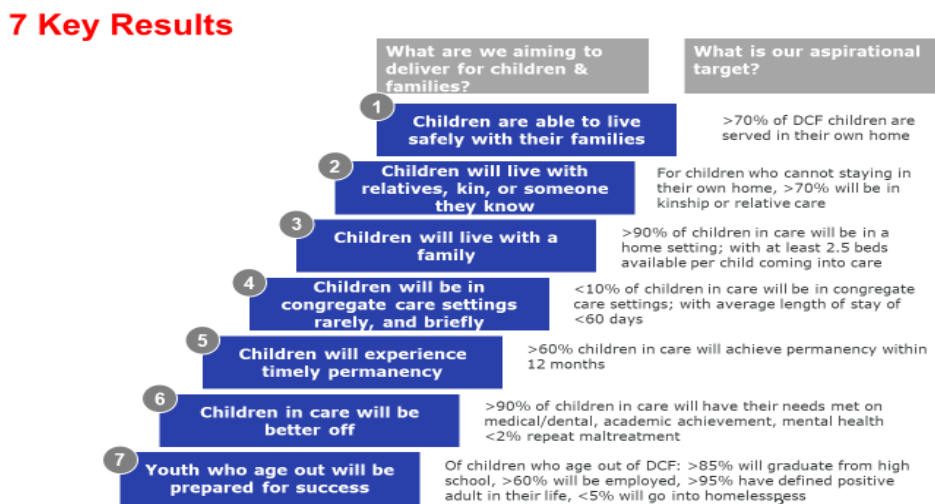 7 Key Results
What are we aiming to
deliver for children &
families?
What is our aspirational
target?
1
Children are able to live
safely with their families
>70% of DCF children are
served in their own home
2
Children will live with
relatives, kin, or someone
they know
For children who cannot staying in
their own home, >70% will be in
kinship or relative care
3
Children will live with a
family
>90% of children in care will be in a
home setting; with at least 2.5 beds
available per child coming into care
4
Children will be in
congregate care settings
rarely, and briefly
<10% of children in care will be in congregate
care settings; with average length of stay of
<60 days
5
Children will experience
timely permanency
>60% children in care will achieve permanency within
12 months
6
Children in care will be
better off
>90% of children in care will have their needs met on
medical/dental, academic achievement, mental health
<2% repeat maltreatment
7
Youth who age out will be
prepared for success
Of children who age out of DCF: >85% will graduate from high
school, >60% will be employed, >95% have defined positive
adult in their life, <5% will go into homelessness